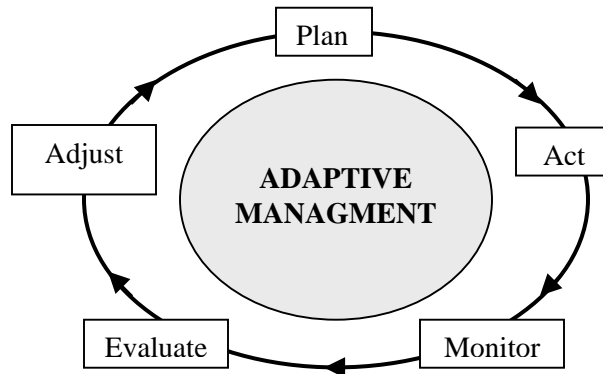 Plan
Adjust
Act
ADAPTIVE
MANAGMENT
Evaluate
Monitor